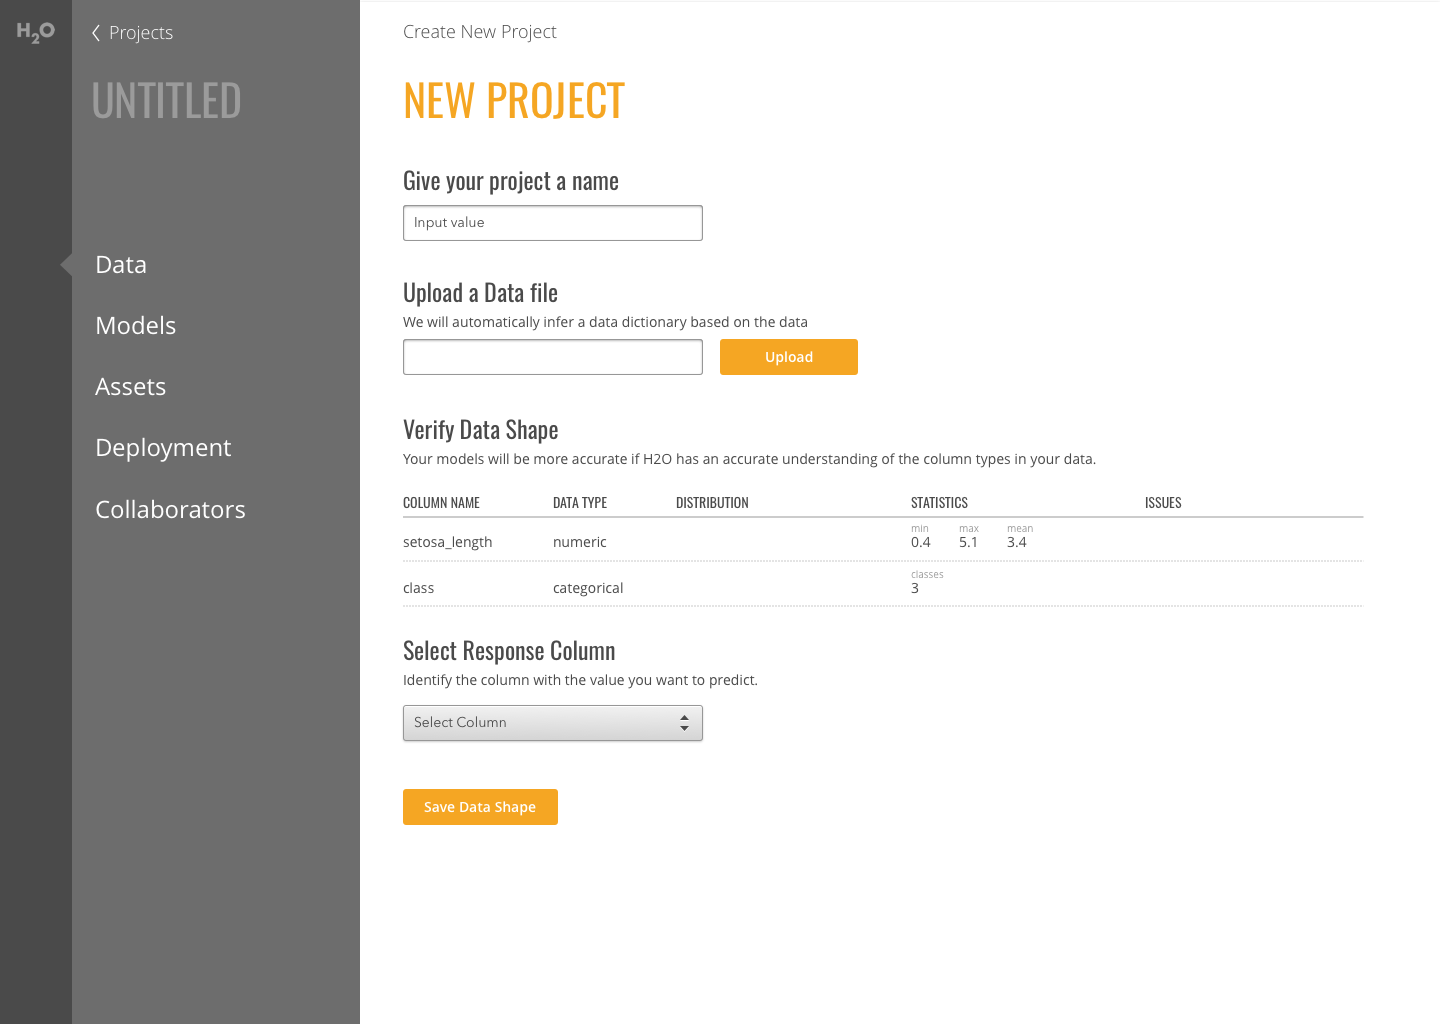 H2O
Projects
UNTITLED
Data
Models
Assets
Deployment
Collaborators
Create New Project
NEW PROJECT
Give your project a name
Input value
Upload a Data file
We will automatically infer a data dictionary based on the data
Upload
Verify Data Shape
Your models will be more accurate if H2O has an accurate understanding of the column types in your data.
COLUMN NAME DATA TYPE DISTRIBUTION STATISTICS ISSUES
min max mean
setosa_length numeric 0.4 5.1 3.4
classes
class categorical 3
Select Response Column
Identify the column with the value you want to predict.
Select Column
Save Data Shape